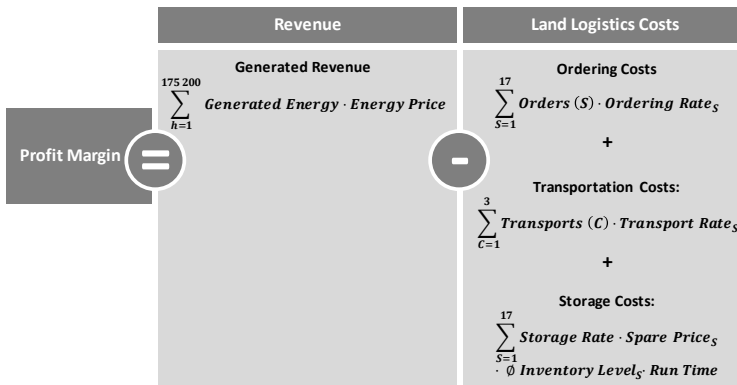 Revenue
Land Logistics Costs
Profit Margin
=
-
Generated Revenue
175 200
∑ Generated Energy · Energy Price
h=1
Ordering Costs
17
∑ Orders (S) · Ordering Rate_S
S=1
+
Transportation Costs:
3
∑ Transports (C) · Transport Rate_S
C=1
+
Storage Costs:
17
∑ Storage Rate · Spare Price_S
S=1
· ∅ Inventory Level_S · Run Time